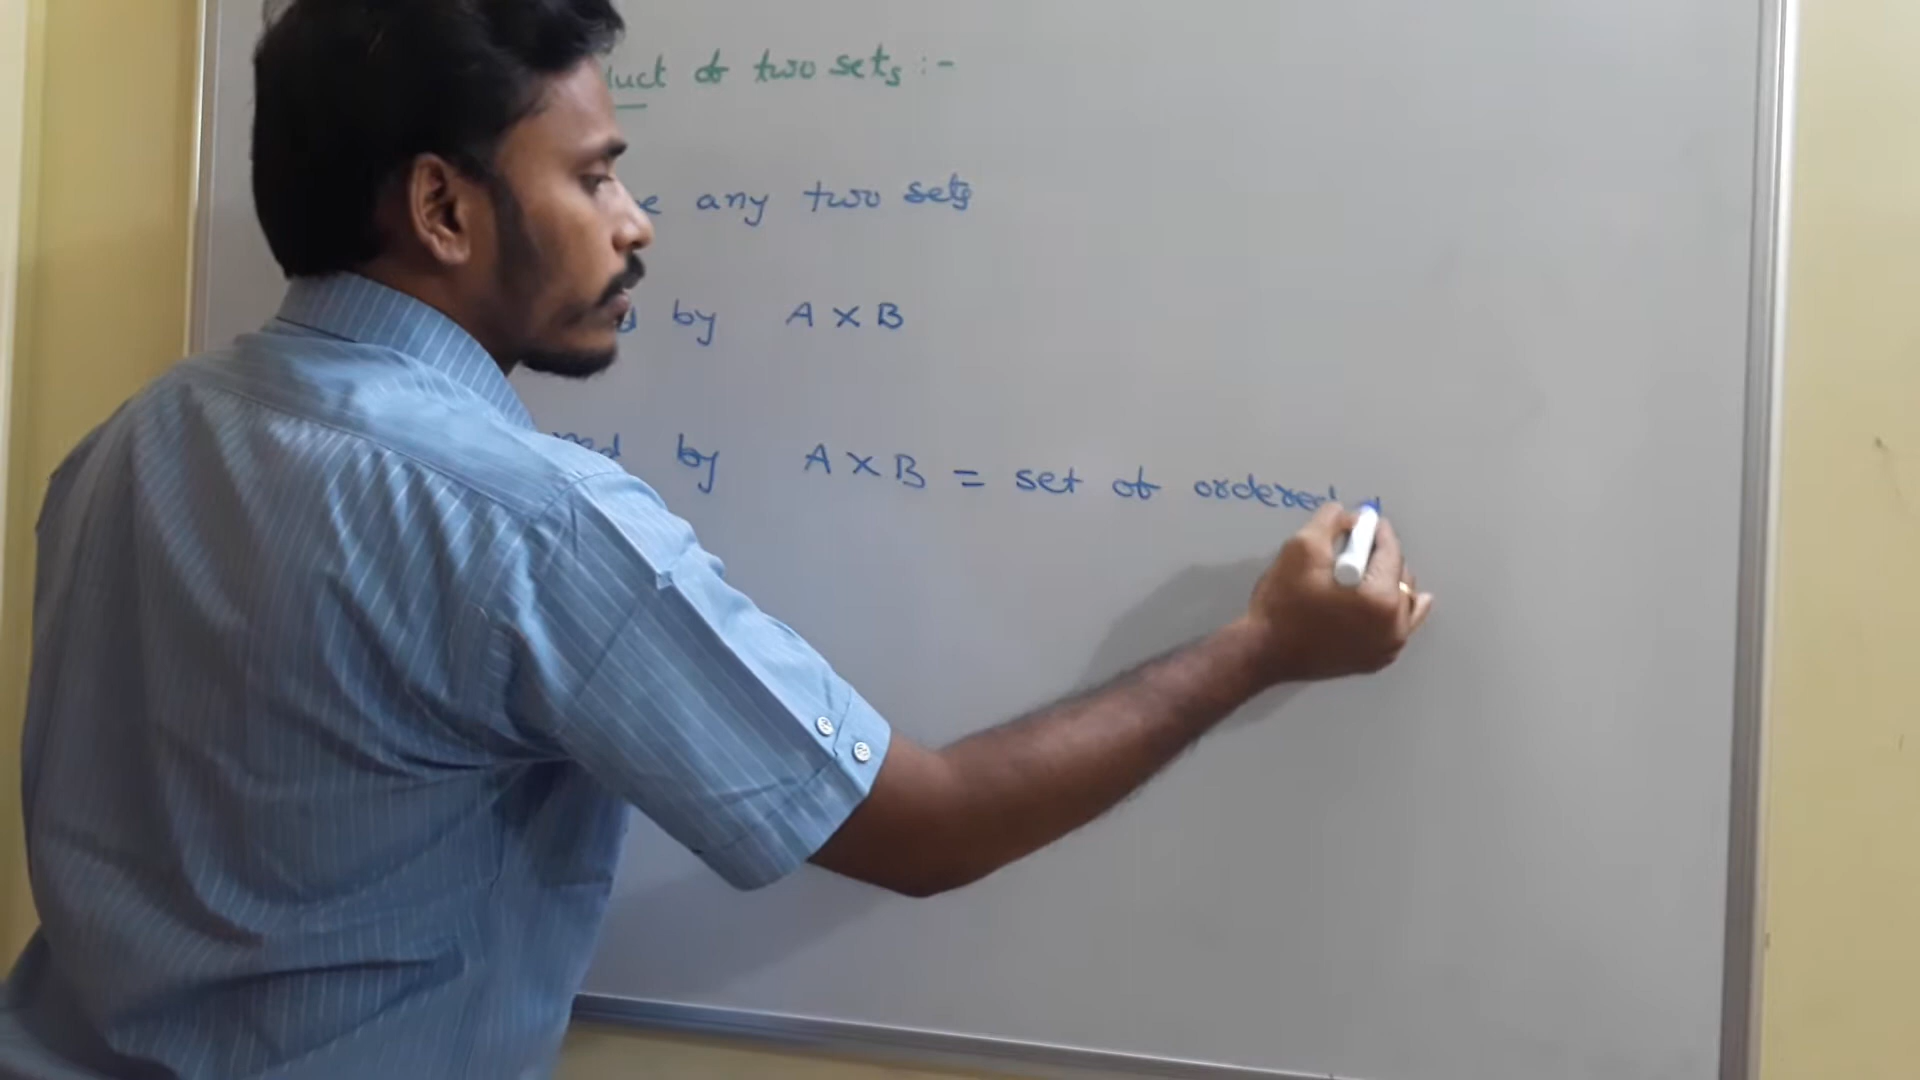 duct of two sets :-
any two sets
by A X B
by A X B = set of ordered